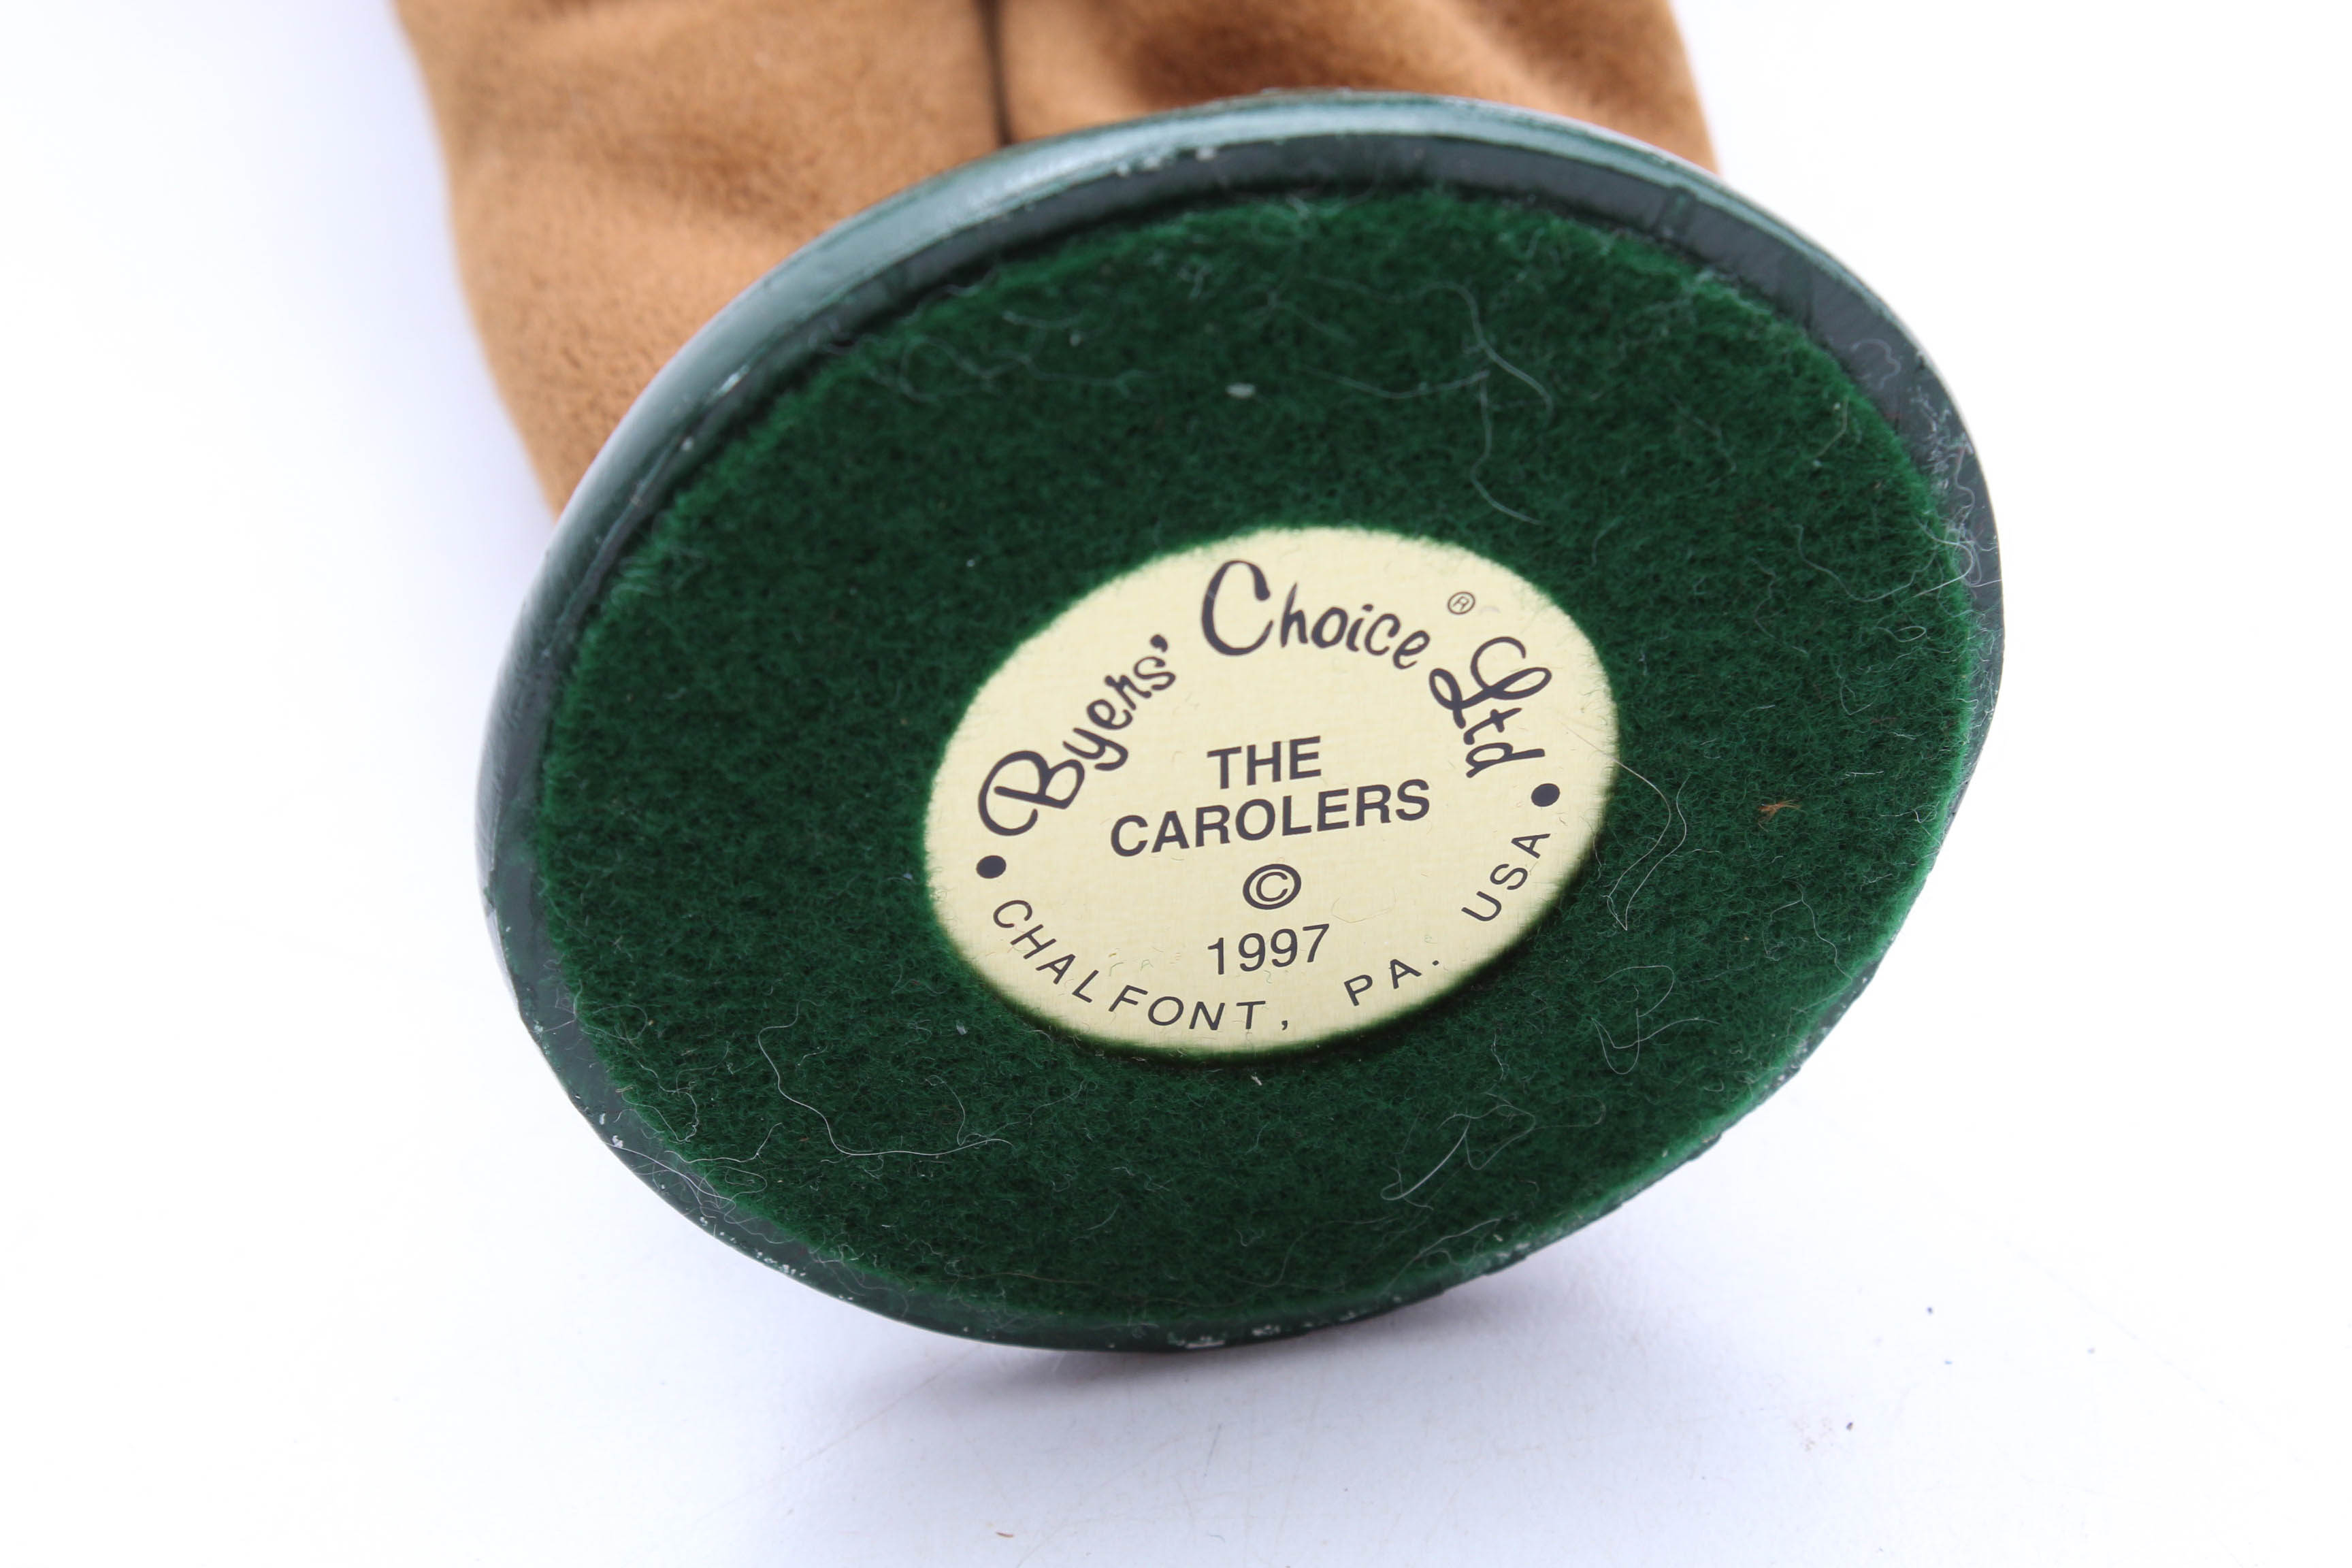 Byers' Choice® Ltd
THE
CAROLERS
©
1997
• CHALFONT, PA. USA •